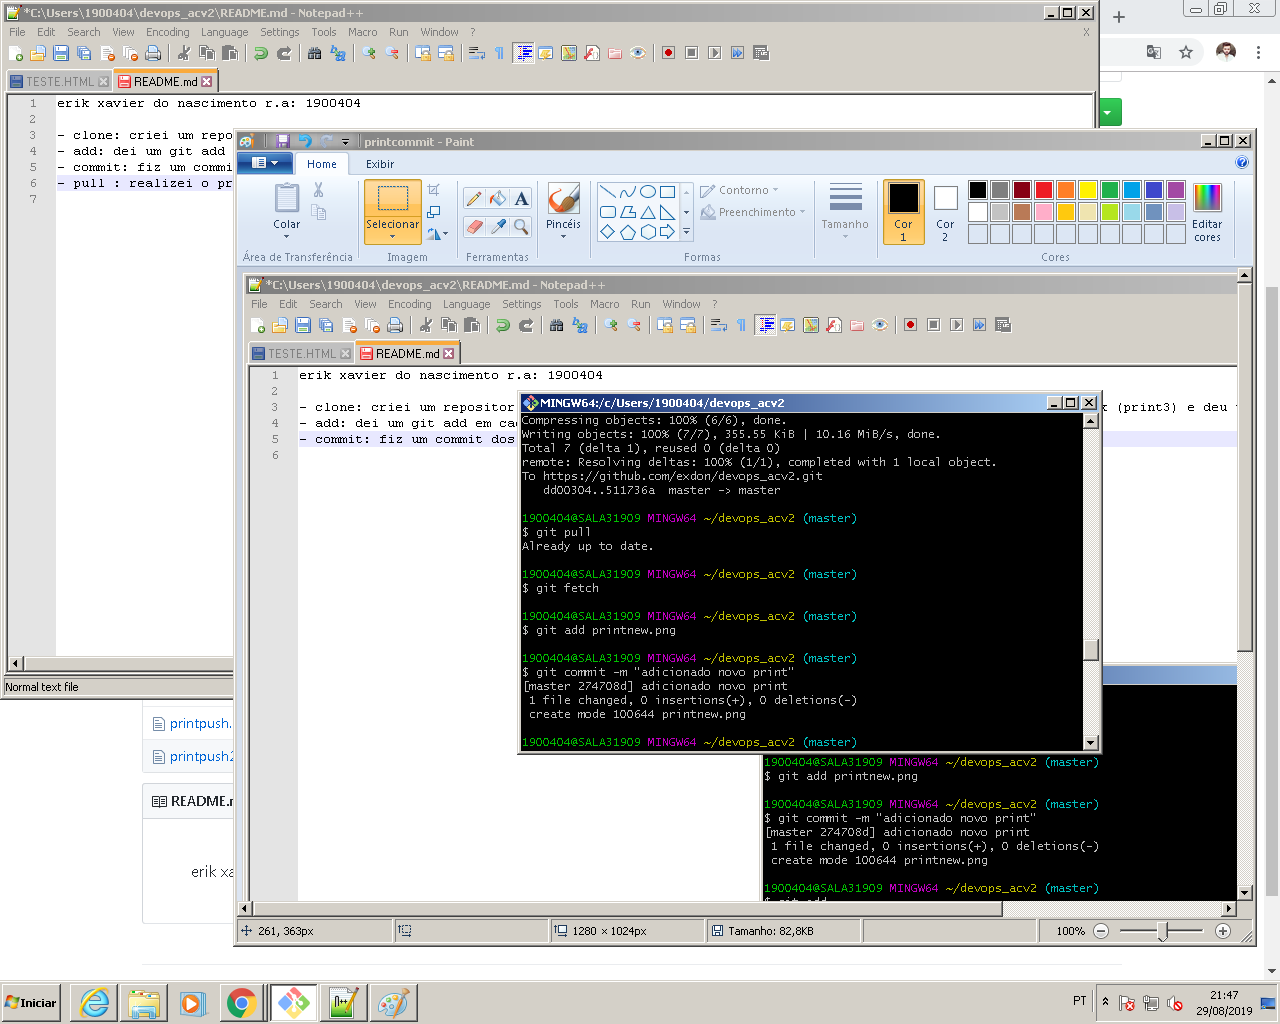 *C:\Users\1900404\devops_acv2\README.md - Notepad++
File Edit Search View Encoding Language Settings Tools Macro Run Window ? X
TESTE.HTML README.md
1 erik xavier do nascimento r.a: 1900404
2
3 - clone: criei um repo
4 - add: dei um git add
5 - commit: fiz um commi
6 - pull : realizei o pr
7
Normal text file
printpush.
printpush2
README.
erik xa
printcommit - Paint
Home Exibir
Colar
Selecionar
Pincéis
Contorno
Preenchimento
Tamanho
Cor 1
Cor 2
Editar cores
Área de Transferência Imagem Ferramentas Formas Cores
*C:\Users\1900404\devops_acv2\README.md - Notepad++
File Edit Search View Encoding Language Settings Tools Macro Run Window ?
TESTE.HTML README.md
1 erik xavier do nascimento r.a: 1900404
2
3 - clone: criei um repositor (print3) e deu
4 - add: dei um git add em ca
5 - commit: fiz um commit dos
6
MINGW64:/c/Users/1900404/devops_acv2
Compressing objects: 100% (6/6), done.
Writing objects: 100% (7/7), 355.55 KiB | 10.16 MiB/s, done.
Total 7 (delta 1), reused 0 (delta 0)
remote: Resolving deltas: 100% (1/1), completed with 1 local object.
To https://github.com/exdon/devops_acv2.git
dd00304..511736a master -> master
1900404@SALA31909 MINGW64 ~/devops_acv2 (master)
$ git pull
Already up to date.
1900404@SALA31909 MINGW64 ~/devops_acv2 (master)
$ git fetch
1900404@SALA31909 MINGW64 ~/devops_acv2 (master)
$ git add printnew.png
1900404@SALA31909 MINGW64 ~/devops_acv2 (master)
$ git commit -m "adicionado novo print"
[master 274708d] adicionado novo print
1 file changed, 0 insertions(+), 0 deletions(-)
create mode 100644 printnew.png
1900404@SALA31909 MINGW64 ~/devops_acv2 (master)
1900404@SALA31909 MINGW64 ~/devops_acv2 (master)
$ git add printnew.png
1900404@SALA31909 MINGW64 ~/devops_acv2 (master)
$ git commit -m "adicionado novo print"
[master 274708d] adicionado novo print
1 file changed, 0 insertions(+), 0 deletions(-)
create mode 100644 printnew.png
1900404@SALA31909 MINGW64 ~/devops_acv2 (master)
$ git add
261, 363px 1280 × 1024px Tamanho: 82,8KB 100%
Iniciar PT 21:47
29/08/2019